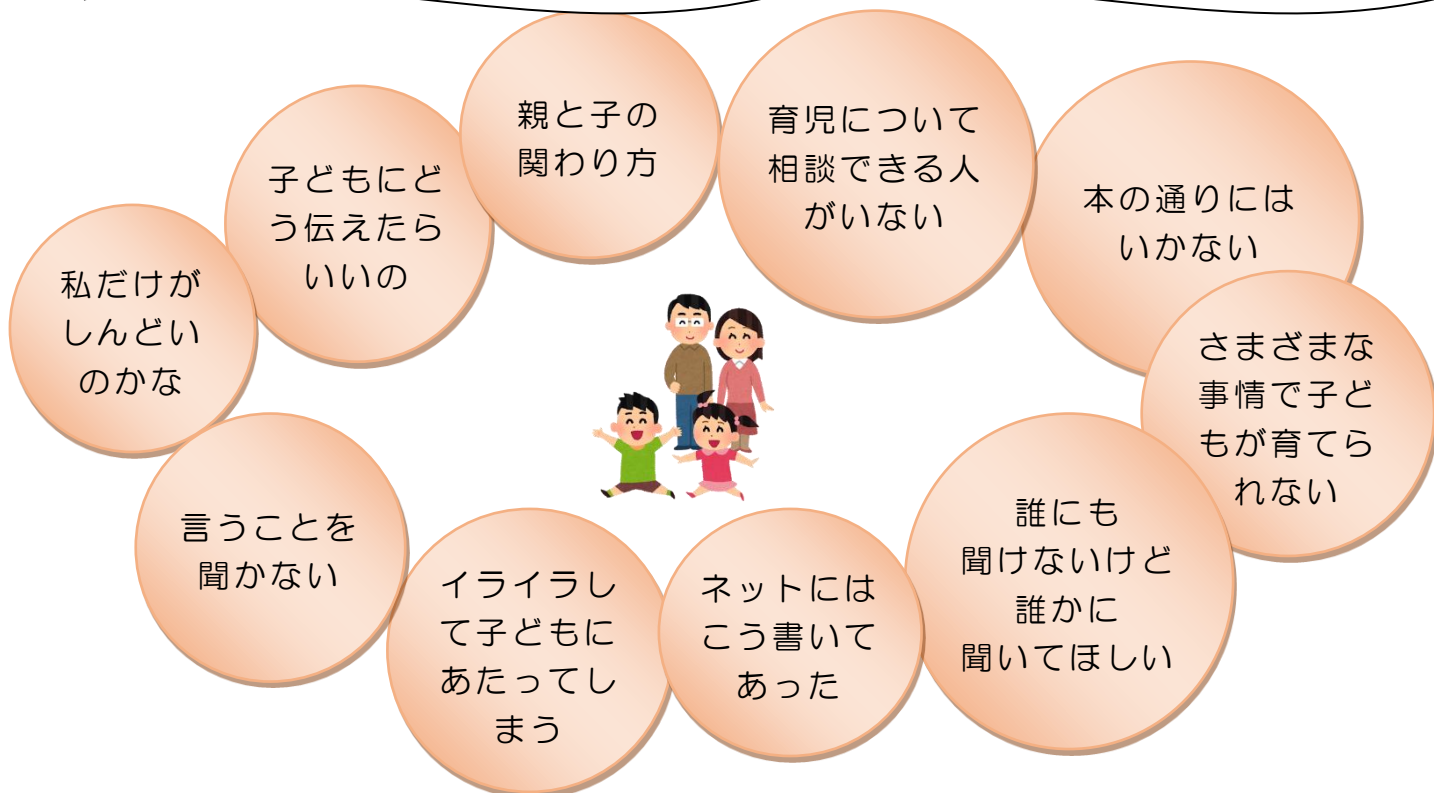 親と子の
関わり方
育児について
相談できる人
がいない
子どもにど
う伝えたら
いいの
本の通りには
いかない
私だけが
しんどい
のかな
さまざまな
事情で子ど
もが育てら
れない
言うことを
聞かない
イライラし
て子どもに
あたってし
まう
ネットには
こう書いて
あった
誰にも
聞けないけど
誰かに
聞いてほしい